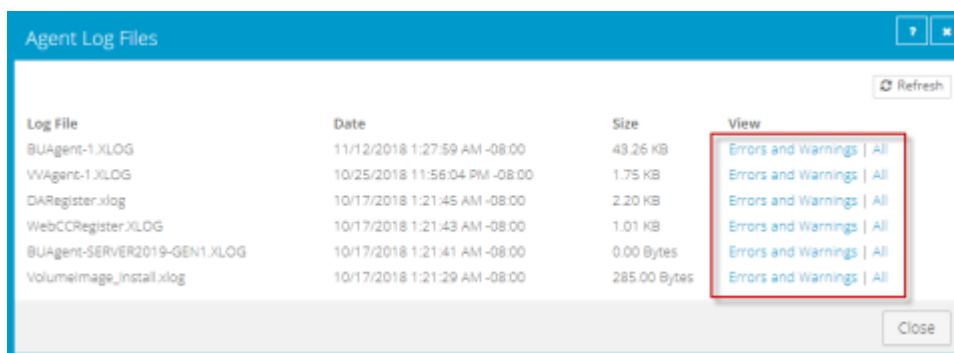 Agent Log Files
? ×
Refresh
Log File Date Size View
BUAgent-1.XLOG 11/12/2018 1:27:59 AM -08:00 43.26 KB Errors and Warnings | All
VVAgent-1.XLOG 10/25/2018 11:56:04 PM -08:00 1.75 KB Errors and Warnings | All
DARegister.xlog 10/17/2018 1:21:45 AM -08:00 2.20 KB Errors and Warnings | All
WebCCRegister.XLOG 10/17/2018 1:21:43 AM -08:00 1.01 KB Errors and Warnings | All
BUAgent-SERVER2019-GEN1.XLOG 10/17/2018 1:21:41 AM -08:00 0.00 Bytes Errors and Warnings | All
VolumeImage_Install.xlog 10/17/2018 1:21:29 AM -08:00 285.00 Bytes Errors and Warnings | All
Close